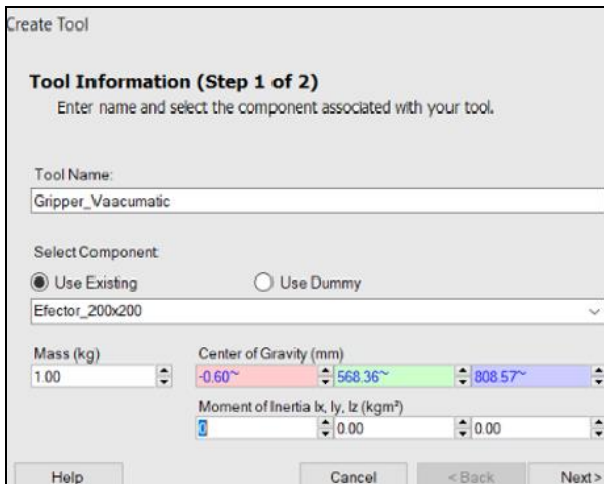 Create Tool
Tool Information (Step 1 of 2)
Enter name and select the component associated with your tool.
Tool Name:
Gripper_Vaacumatic
Select Component
Use Existing Use Dummy
Efector_200x200
Mass (kg) Center of Gravity (mm)
1.00 -0.60~ 568.36~ 808.57~
Moment of Inertia Ix, Iy, Iz (kgm²)
0 0.00 0.00
Help Cancel <Back Next>